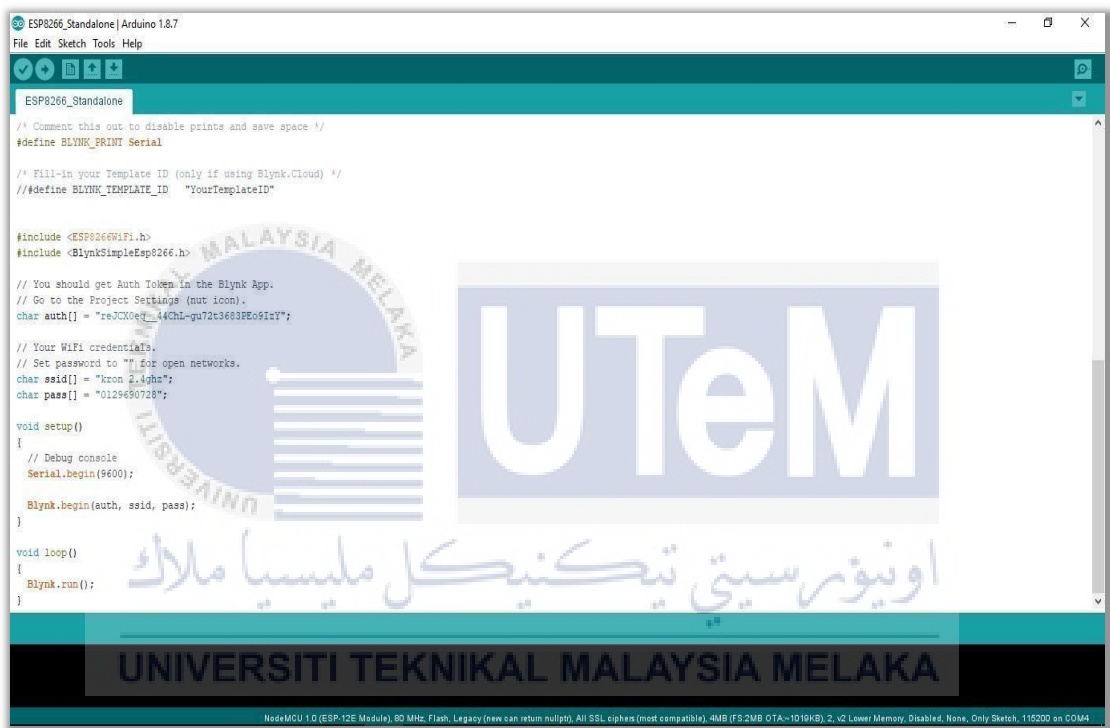 ESP8266_Standalone | Arduino 1.8.7
File Edit Sketch Tools Help
ESP8266_Standalone
/* Comment this out to disable prints and save space */
#define BLYNK_PRINT Serial
/* Fill-in your Template ID (only if using Blynk.Cloud) */
//#define BLYNK_TEMPLATE_ID "YourTemplateID"
#include <ESP8266WiFi.h>
#include <BlynkSimpleEsp8266.h>
// You should get Auth Token in the Blynk App.
// Go to the Project Settings (nut icon).
char auth[] = "reJCX0eq__44ChL-gu72t3683PEo9IzY";
// Your WiFi credentials.
// Set password to "" for open networks.
char ssid[] = "kron 2.4ghz";
char pass[] = "0129690728";
void setup()
{
// Debug console
Serial.begin(9600);
Blynk.begin(auth, ssid, pass);
}
void loop()
{
Blynk.run();
}
UNIVERSITI TEKNIKAL MALAYSIA MELAKA
UTeM
اونيۏرسيتي تيكنيكل مليسيا ملاك
UNIVERSITI TEKNIKAL MALAYSIA MELAKA
NodeMCU 1.0 (ESP-12E Module), 80 MHz, Flash, Legacy (new can return nullptr), All SSL ciphers (most compatible), 4MB (FS:2MB OTA:~1019KB), 2, v2 Lower Memory, Disabled, None, Only Sketch, 115200 on COM4